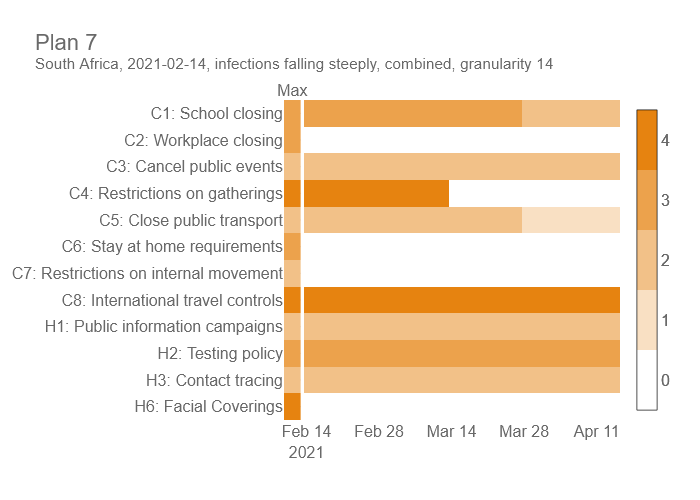 Plan 7
South Africa, 2021-02-14, infections falling steeply, combined, granularity 14
Max
C1: School closing
C2: Workplace closing
C3: Cancel public events
C4: Restrictions on gatherings
C5: Close public transport
C6: Stay at home requirements
C7: Restrictions on internal movement
C8: International travel controls
H1: Public information campaigns
H2: Testing policy
H3: Contact tracing
H6: Facial Coverings
4
3
2
1
0
Feb 14 Feb 28 Mar 14 Mar 28 Apr 11
2021